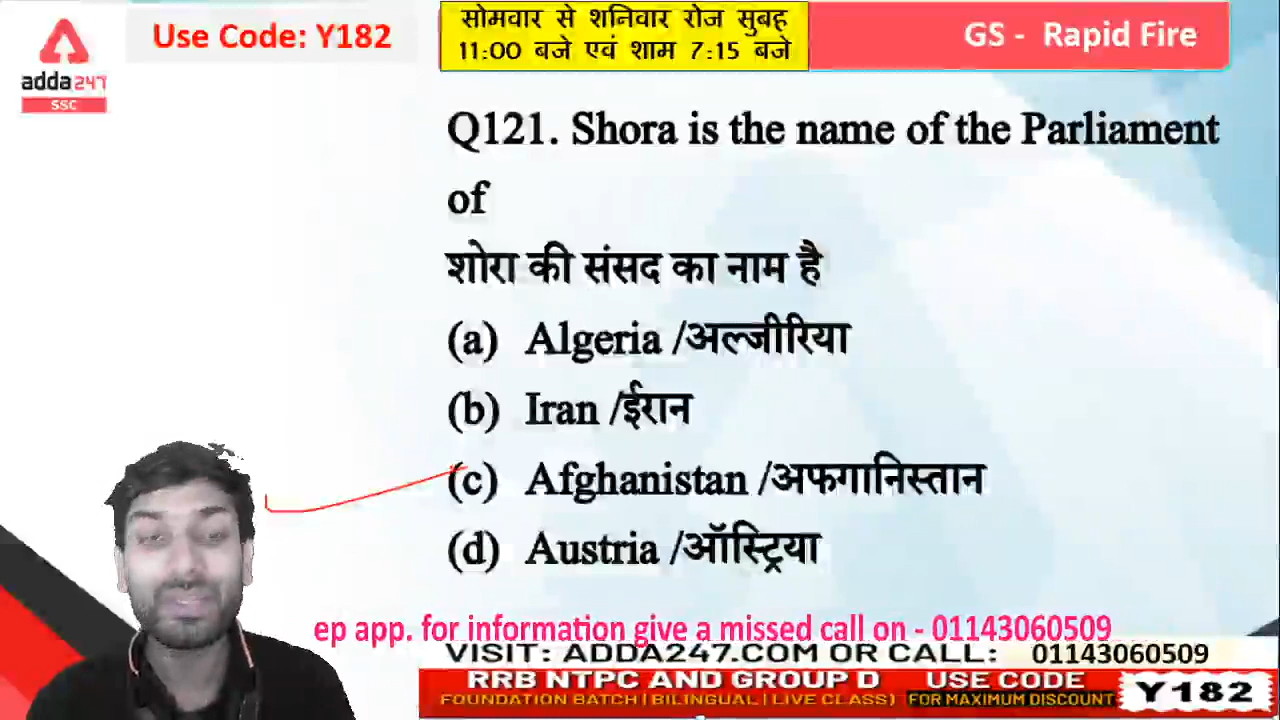 Use Code: Y182
सोमवार से शनिवार रोज सुबह
11:00 बजे एवं शाम 7:15 बजे
GS - Rapid Fire
adda247
SSC
Q121. Shora is the name of the Parliament
of
शोरा की संसद का नाम है
(a) Algeria /अल्जीरिया
(b) Iran /ईरान
(c) Afghanistan /अफगानिस्तान
(d) Austria /ऑस्ट्रिया
ep app. for information give a missed call on - 01143060509
VISIT: ADDA247.COM OR CALL: 01143060509
RRB NTPC AND GROUP D USE CODE
FOUNDATION BATCH | BILINGUAL | LIVE CLASS) FOR MAXIMUM DISCOUNT
Y182